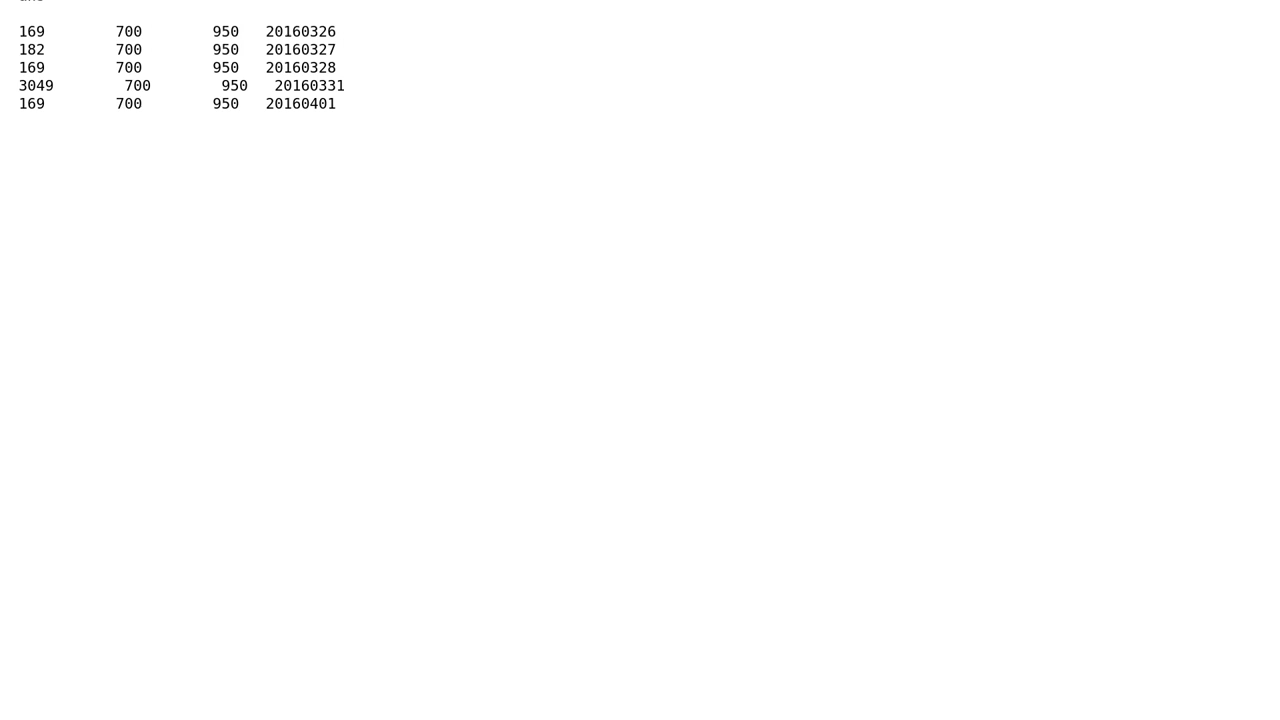 169        700        950   20160326
182        700        950   20160327
169        700        950   20160328
3049        700        950   20160331
169        700        950   20160401